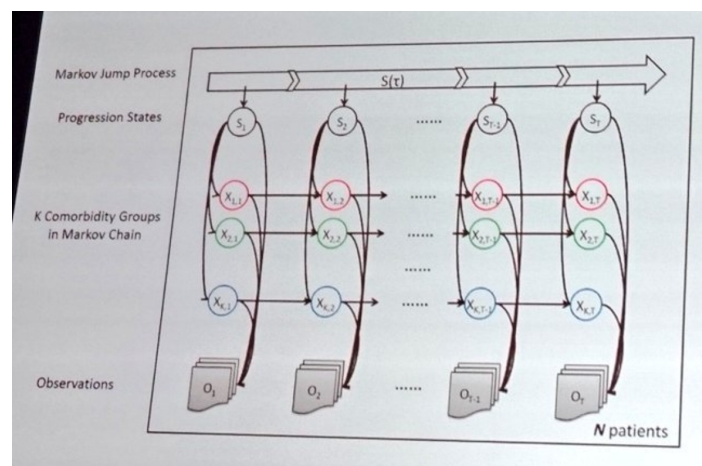 Markov Jump Process
S(τ)
Progression States
S1 S2 ...... ST-1 ST
X1,1 X1,2 ...... X1,T-1 X1,T
K Comorbidity Groups
in Markov Chain
X2,1 X2,2 ...... X2,T-1 X2,T
......
XK,1 XK,2 ...... XK,T-1 XK,T
Observations
O1 O2 ...... OT-1 OT
N patients